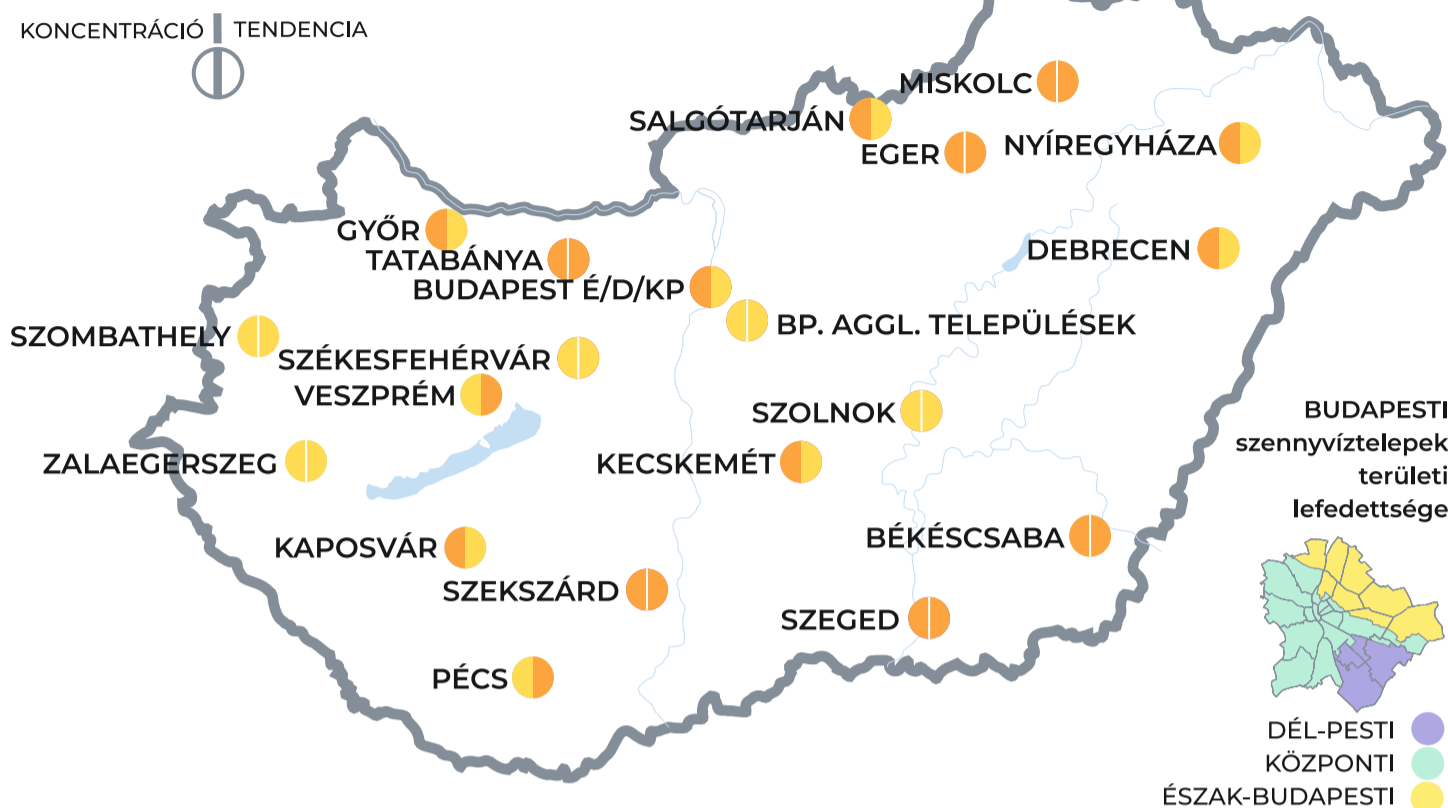 KONCENTRÁCIÓ TENDENCIA
MISKOLC
SALGÓTARJÁN
EGER
NYÍREGYHÁZA
GYŐR
TATABÁNYA
DEBRECEN
BUDAPEST É/D/KP
BP. AGGL. TELEPÜLÉSEK
SZOMBATHELY
SZÉKESFEHÉRVÁR
VESZPRÉM
SZOLNOK
ZALAEGERSZEG
KECSKEMÉT
BÉKÉSCSABA
KAPOSVÁR
SZEKSZÁRD
SZEGED
PÉCS
BUDAPESTI
szennyvíztelepek
területi
lefedettsége
DÉL-PESTI
KÖZPONTI
ÉSZAK-BUDAPESTI